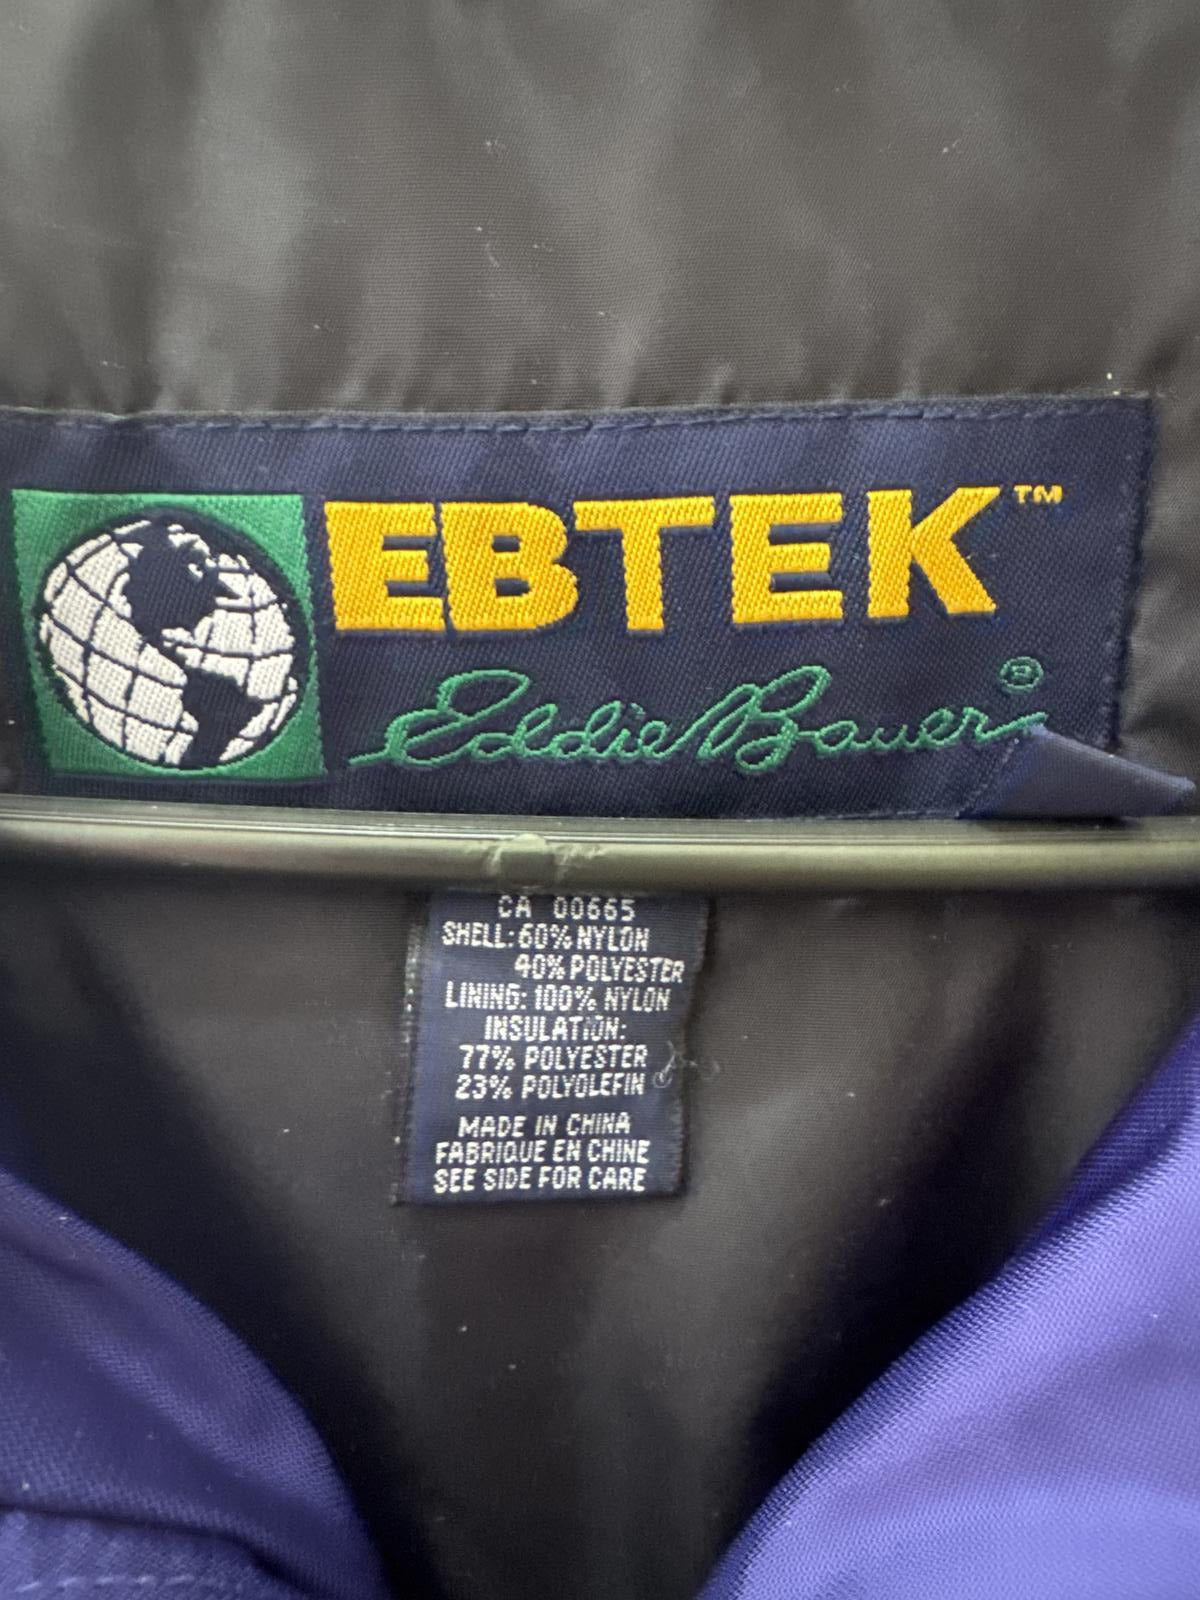 EBTEK™
Eddie Bauer®
CA 00665
SHELL: 60% NYLON
40% POLYESTER
LINING: 100% NYLON
INSULATION:
77% POLYESTER
23% POLYOLEFIN
MADE IN CHINA
FABRIQUE EN CHINE
SEE SIDE FOR CARE